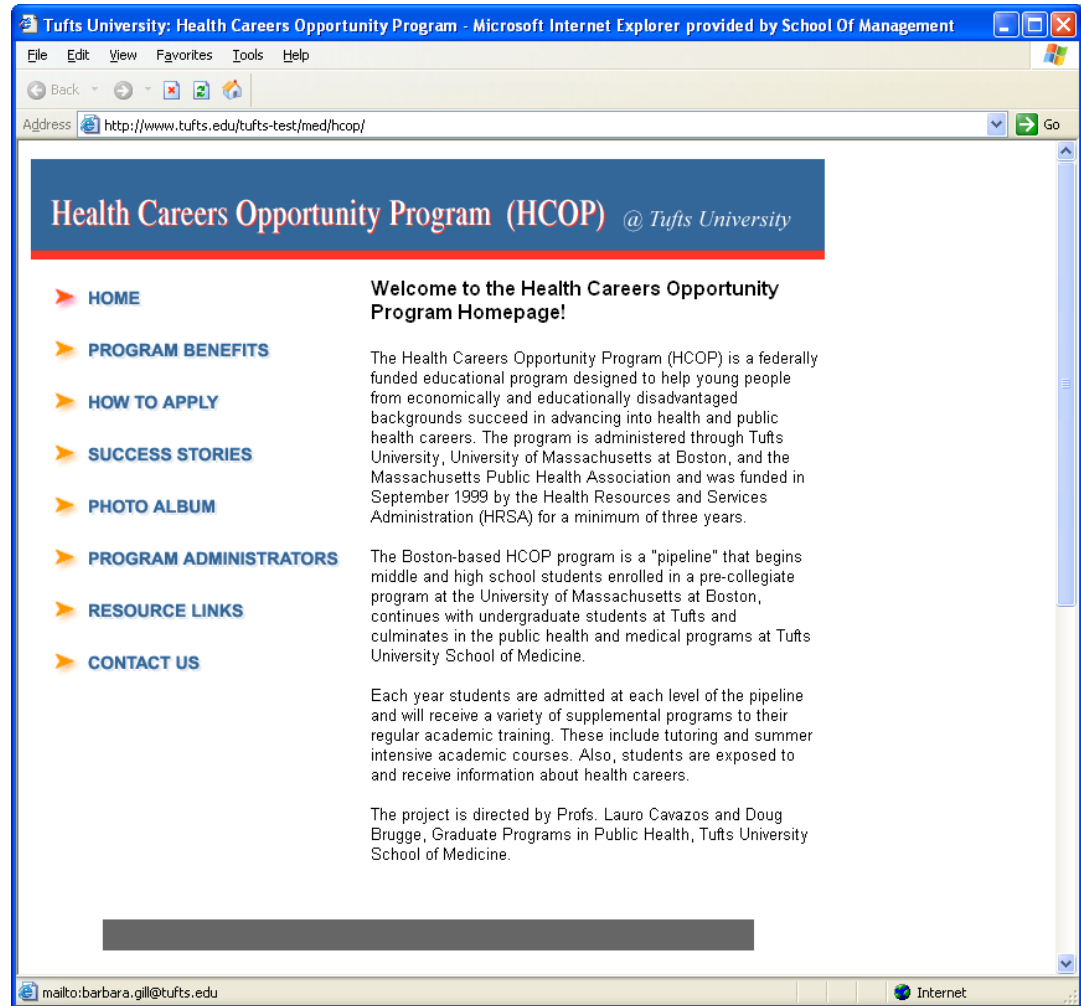 Tufts University: Health Careers Opportunity Program - Microsoft Internet Explorer provided by School Of Management
File Edit View Favorites Tools Help
Back
Address http://www.tufts.edu/tufts-test/med/hcop/ Go
Health Careers Opportunity Program (HCOP) @ Tufts University
HOME
PROGRAM BENEFITS
HOW TO APPLY
SUCCESS STORIES
PHOTO ALBUM
PROGRAM ADMINISTRATORS
RESOURCE LINKS
CONTACT US
Welcome to the Health Careers Opportunity
Program Homepage!
The Health Careers Opportunity Program (HCOP) is a federally
funded educational program designed to help young people
from economically and educationally disadvantaged
backgrounds succeed in advancing into health and public
health careers. The program is administered through Tufts
University, University of Massachusetts at Boston, and the
Massachusetts Public Health Association and was funded in
September 1999 by the Health Resources and Services
Administration (HRSA) for a minimum of three years.
The Boston-based HCOP program is a "pipeline" that begins
middle and high school students enrolled in a pre-collegiate
program at the University of Massachusetts at Boston,
continues with undergraduate students at Tufts and
culminates in the public health and medical programs at Tufts
University School of Medicine.
Each year students are admitted at each level of the pipeline
and will receive a variety of supplemental programs to their
regular academic training. These include tutoring and summer
intensive academic courses. Also, students are exposed to
and receive information about health careers.
The project is directed by Profs. Lauro Cavazos and Doug
Brugge, Graduate Programs in Public Health, Tufts University
School of Medicine.
mailto:barbara.gill@tufts.edu Internet